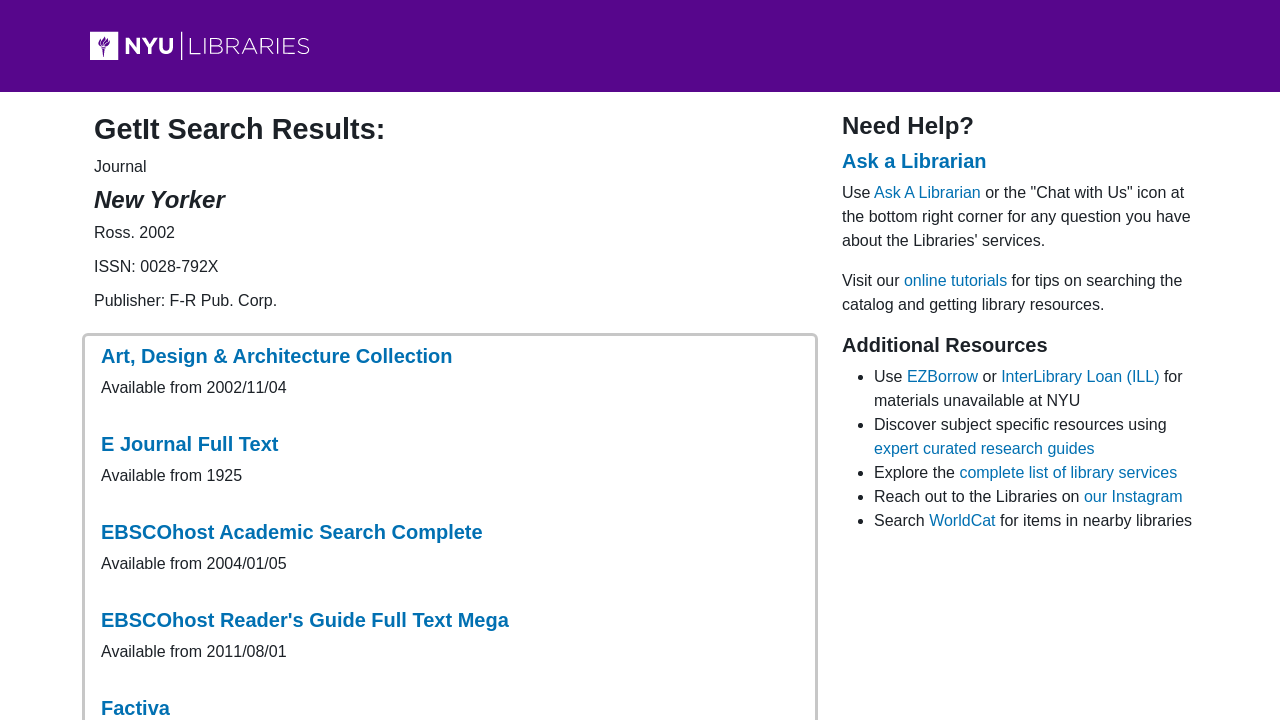 NYU LIBRARIES
GetIt Search Results:
Journal
New Yorker
Ross. 2002
ISSN: 0028-792X
Publisher: F-R Pub. Corp.
Art, Design & Architecture Collection
Available from 2002/11/04
E Journal Full Text
Available from 1925
EBSCOhost Academic Search Complete
Available from 2004/01/05
EBSCOhost Reader's Guide Full Text Mega
Available from 2011/08/01
Factiva
Need Help?
Ask a Librarian
Use Ask A Librarian or the "Chat with Us" icon at
the bottom right corner for any question you have
about the Libraries' services.
Visit our online tutorials for tips on searching the
catalog and getting library resources.
Additional Resources
Use EZBorrow or InterLibrary Loan (ILL) for
materials unavailable at NYU
Discover subject specific resources using
expert curated research guides
Explore the complete list of library services
Reach out to the Libraries on our Instagram
Search WorldCat for items in nearby libraries